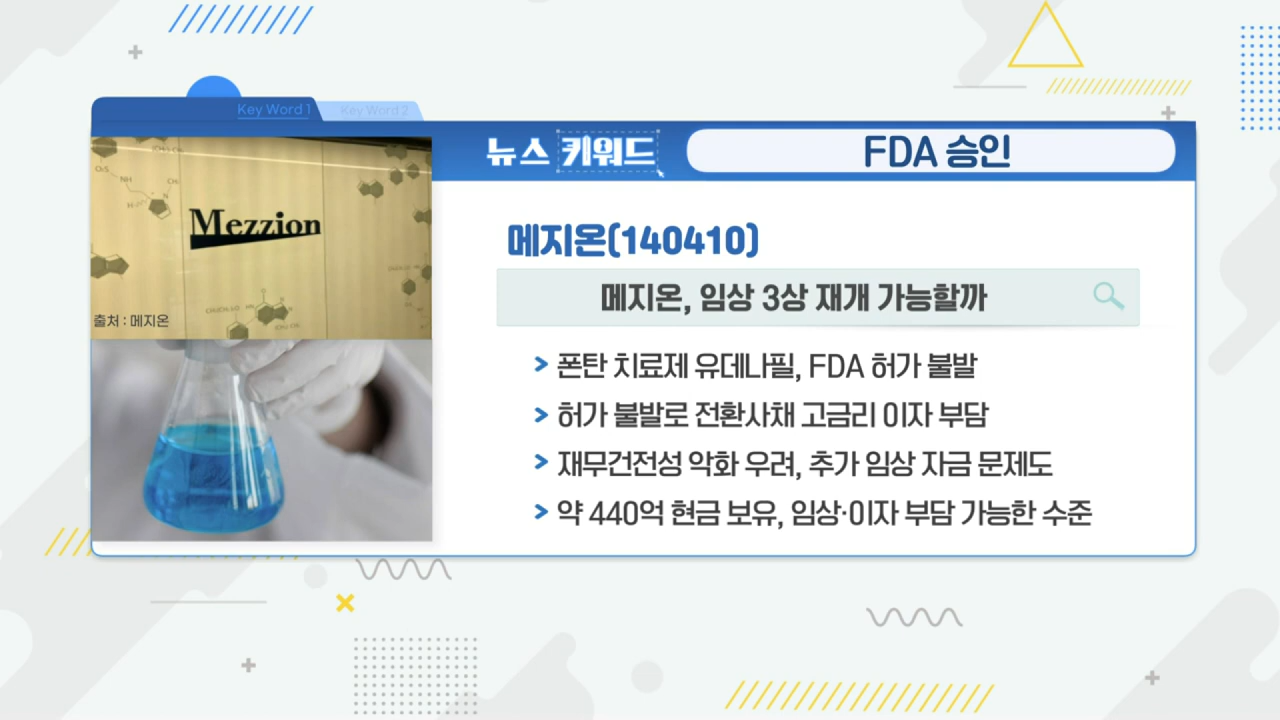 Key Word 1
Key Word 2
뉴스 키워드
FDA 승인
Mezzion
출처 : 메지온
메지온(140410)
메지온, 임상 3상 재개 가능할까
> 폰탄 치료제 유데나필, FDA 허가 불발
> 허가 불발로 전환사채 고금리 이자 부담
> 재무건전성 악화 우려, 추가 임상 자금 문제도
> 약 440억 현금 보유, 임상·이자 부담 가능한 수준